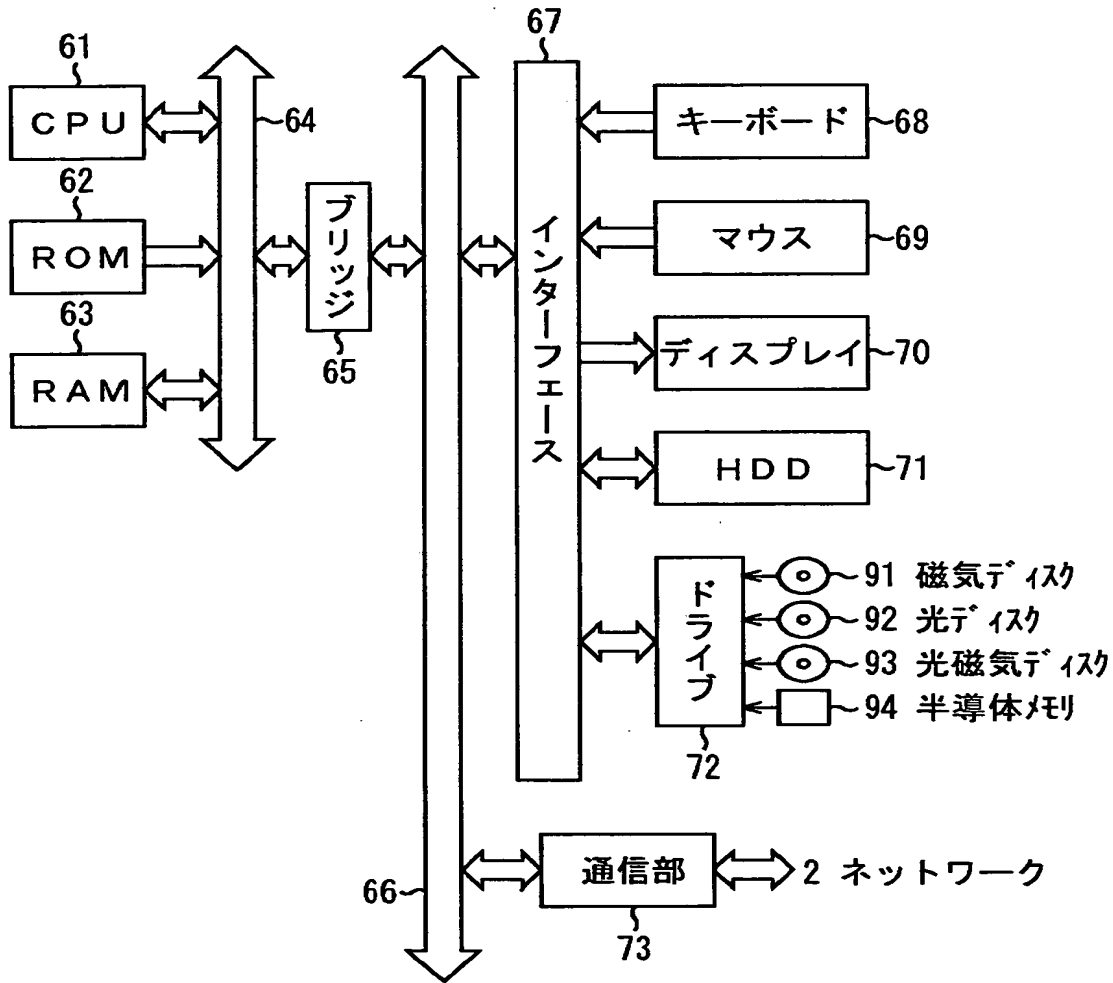 61
CPU
62
ROM
63
RAM
64
ブリッジ
65
66
67
インターフェース
キーボード
68
マウス
69
ディスプレイ
70
HDD
71
ドライブ
72
91 磁気ディスク
92 光ディスク
93 光磁気ディスク
94 半導体メモリ
通信部
73
2 ネットワーク